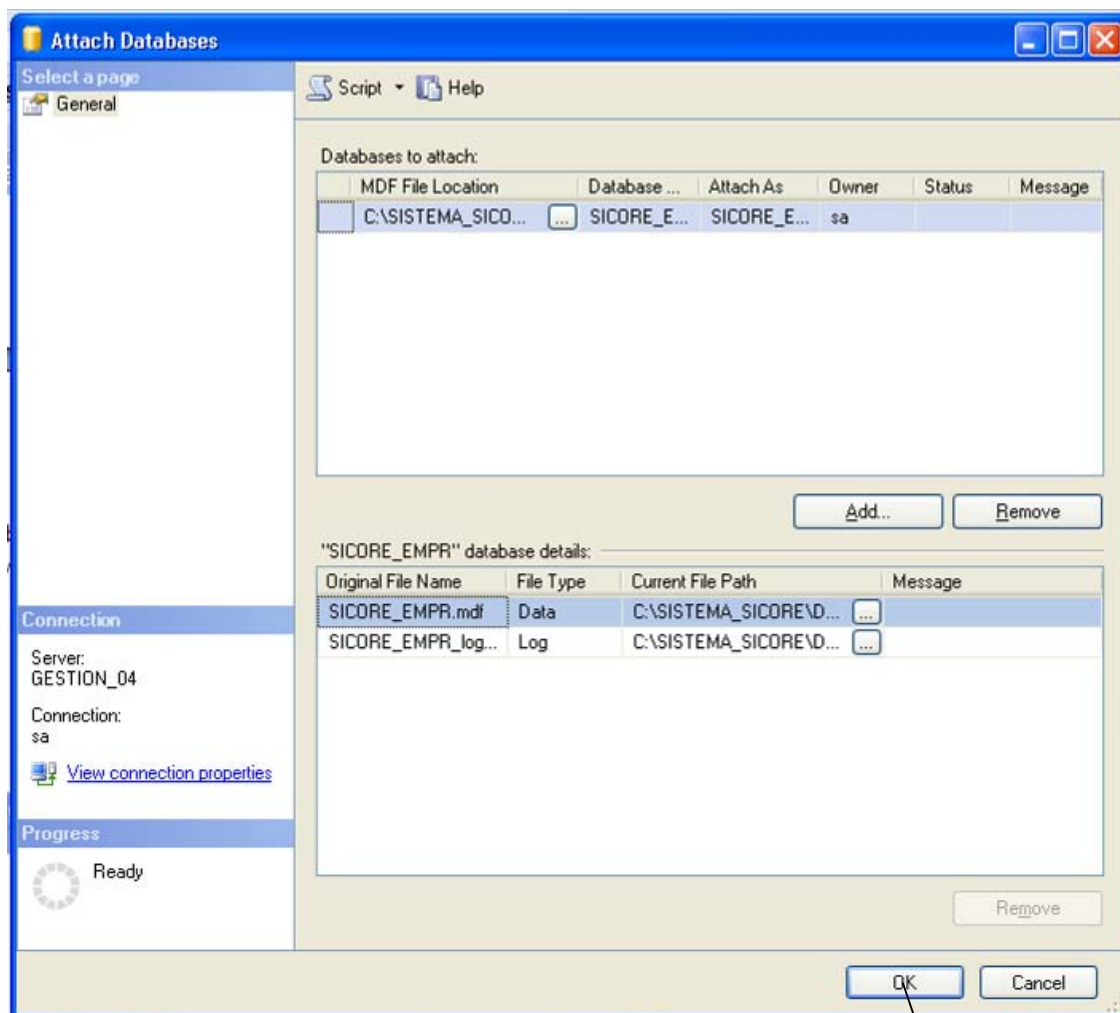 Attach Databases
Select a page
General
Script Help
Databases to attach:
MDF File Location Database ... Attach As Owner Status Message
C:\SISTEMA_SICO... ... SICORE_E... SICORE_E... sa
Add... Remove
"SICORE_EMPR" database details:
Original File Name File Type Current File Path Message
SICORE_EMPR.mdf Data C:\SISTEMA_SICORE\D... ...
SICORE_EMPR_log... Log C:\SISTEMA_SICORE\D... ...
Connection
Server:
GESTION_04
Connection:
sa
View connection properties
Progress
Ready
Remove
OK Cancel